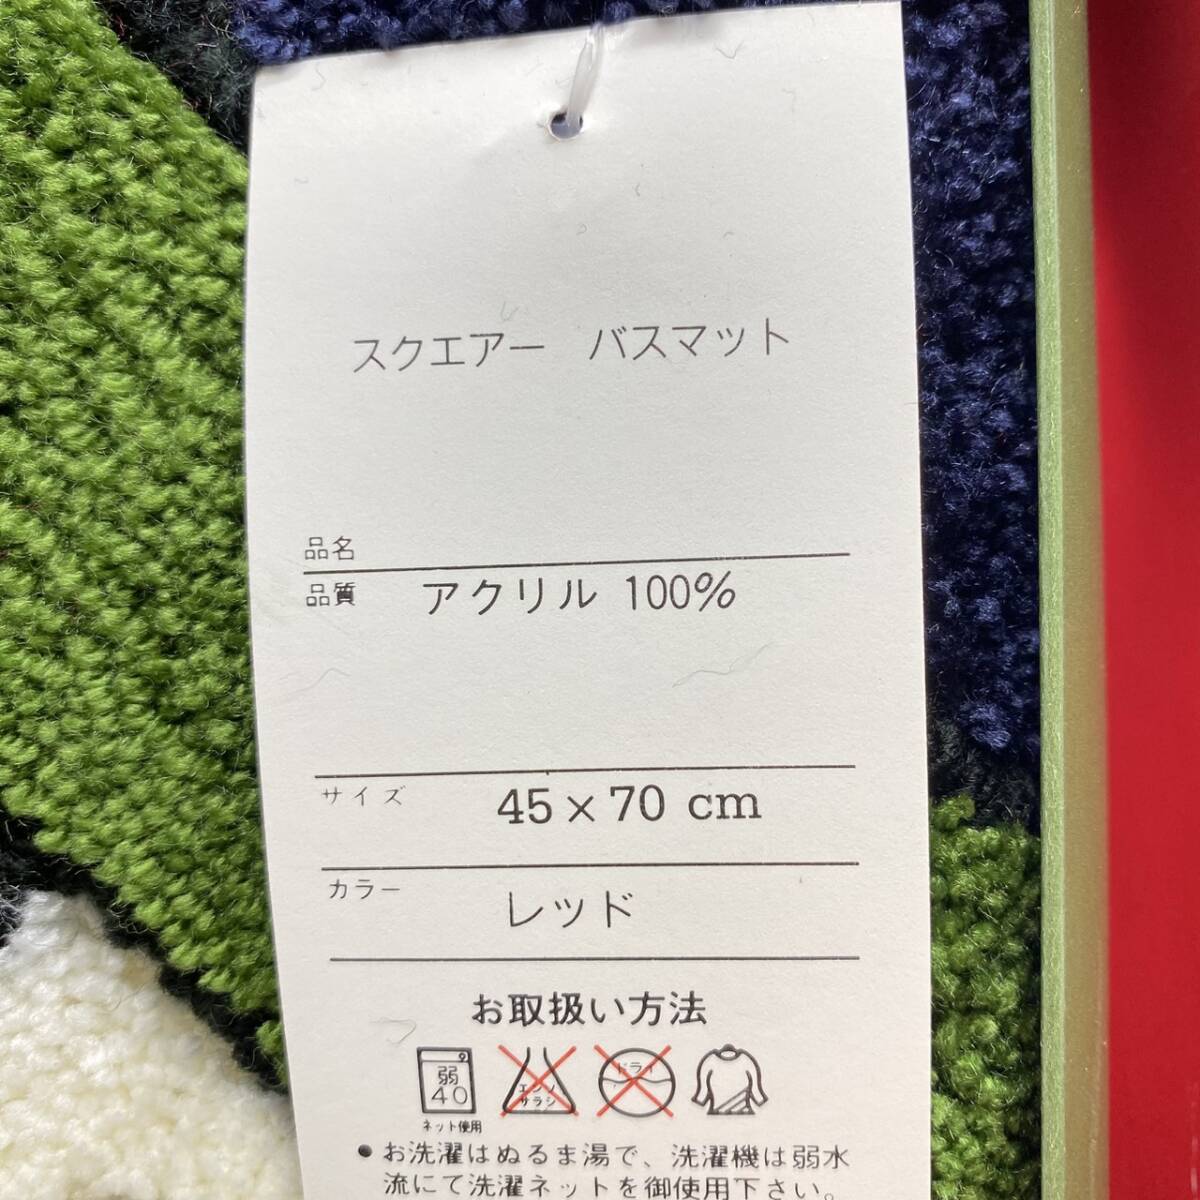 スクエアー　バスマット
品名
品質　アクリル 100%
サイズ　45×70 cm
カラー　レッド
お取扱い方法
弱
40
ネット使用
エンソ
サラシ
ドライ
●お洗濯はぬるま湯で、洗濯機は弱水
流にて洗濯ネットを御使用下さい。